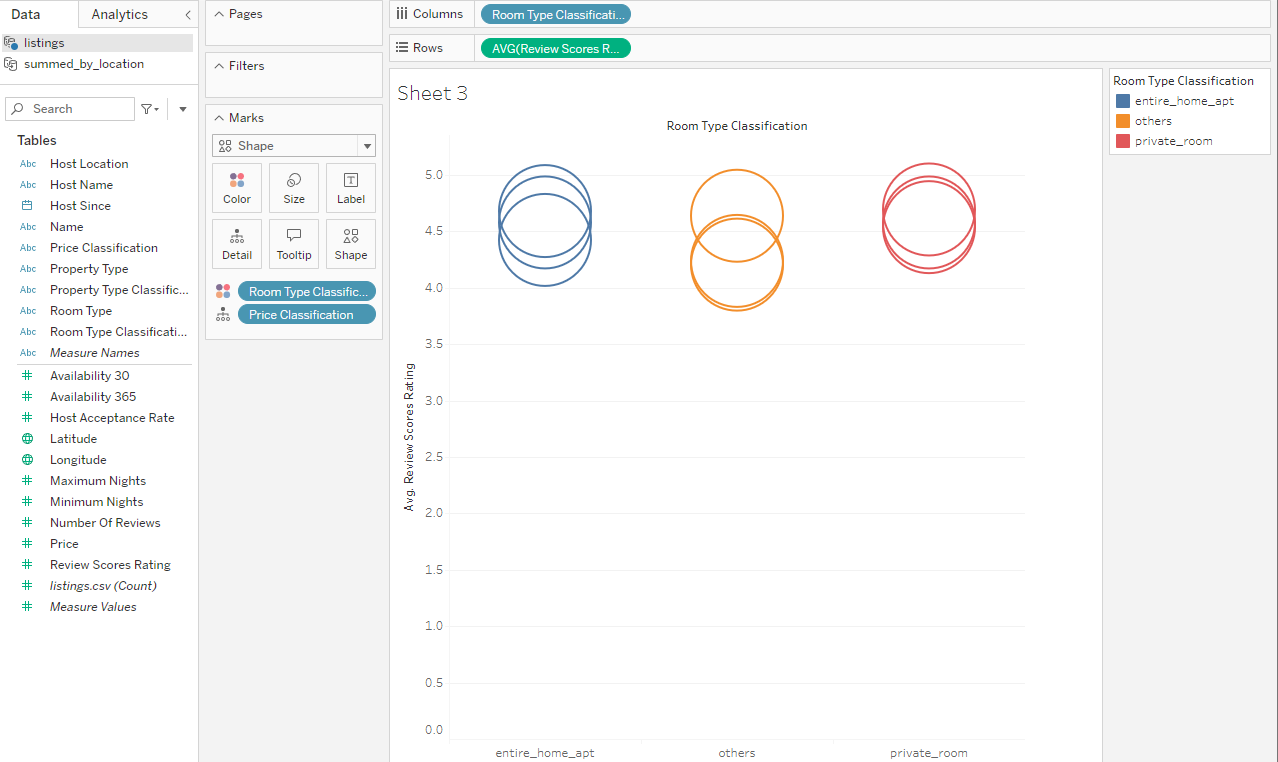 Data
Analytics
listings
summed_by_location
Search
Tables
Abc Host Location
Abc Host Name
Host Since
Abc Name
Abc Price Classification
Abc Property Type
Abc Property Type Classific...
Abc Room Type
Abc Room Type Classificati...
Abc Measure Names
Availability 30
Availability 365
Host Acceptance Rate
Latitude
Longitude
Maximum Nights
Minimum Nights
Number Of Reviews
Price
Review Scores Rating
listings.csv (Count)
Measure Values
Pages
Filters
Marks
Shape
Color Size Label
Detail Tooltip Shape
Room Type Classific...
Price Classification
Columns Room Type Classificati...
Rows AVG(Review Scores R...
Sheet 3
Room Type Classification
Avg. Review Scores Rating
5.0
4.5
4.0
3.5
3.0
2.5
2.0
1.5
1.0
0.5
0.0
entire_home_apt others private_room
Room Type Classification
entire_home_apt
others
private_room